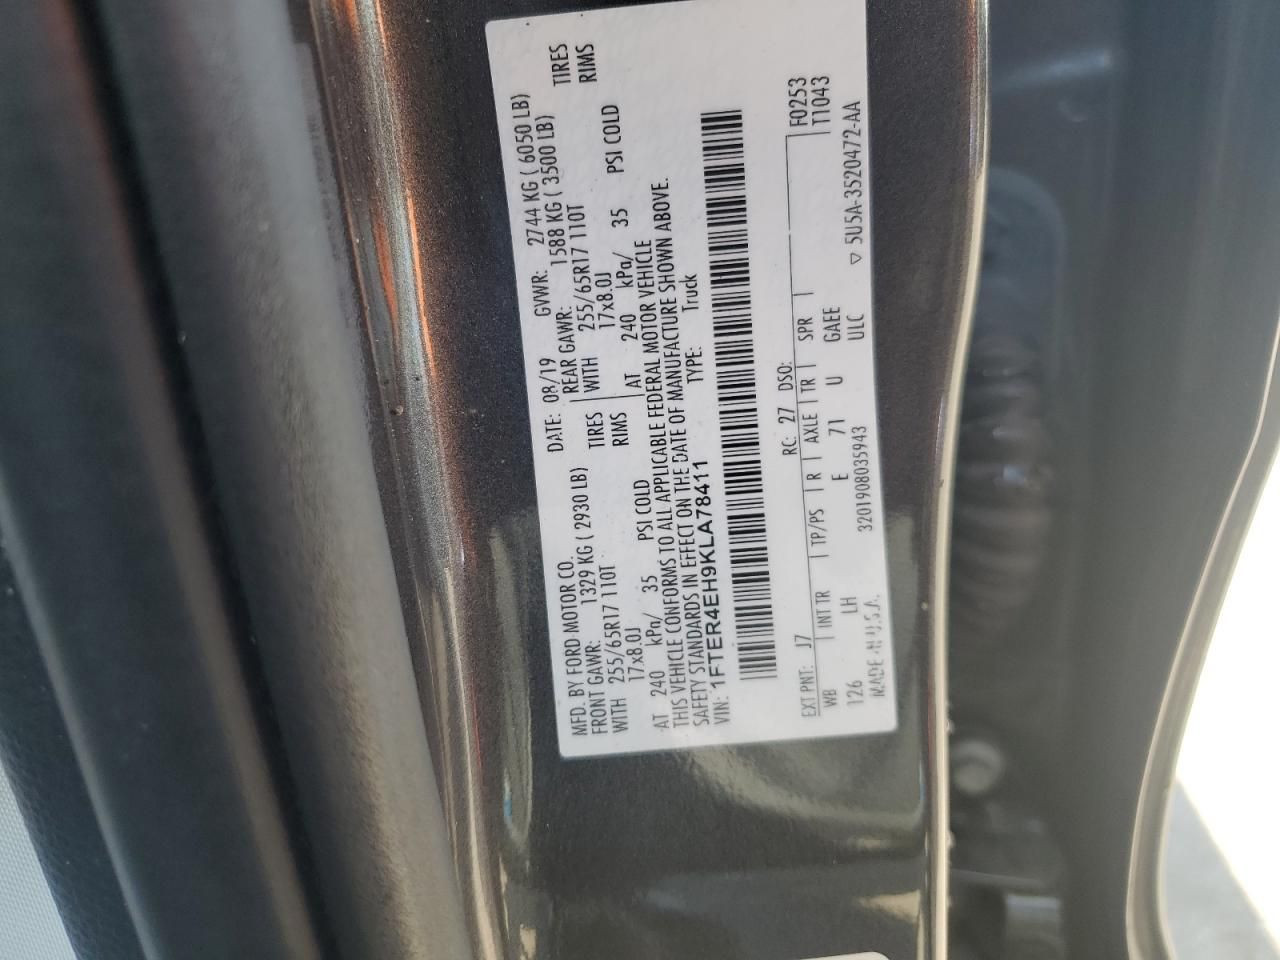 MFD. BY FORD MOTOR CO.
DATE: 08/19 GVWR: 2744 KG ( 6050 LB)
FRONT GAWR: 1329 KG ( 2930 LB) REAR GAWR: 1588 KG ( 3500 LB)
WITH 255/65R17 110T TIRES WITH 255/65R17 110T TIRES
17x8.0J RIMS 17x8.0J RIMS
AT 240 kPa/ 35 PSI COLD AT 240 kPa/ 35 PSI COLD
THIS VEHICLE CONFORMS TO ALL APPLICABLE FEDERAL MOTOR VEHICLE
SAFETY STANDARDS IN EFFECT ON THE DATE OF MANUFACTURE SHOWN ABOVE.
VIN: 1FTER4EH9KLA78411 TYPE: Truck
EXT PNT: J7 RC: 27 DSO: F0253
WB INT TR TP/PS R AXLE TR SPR T1043
126 LH E 71 U GAEE
MADE IN U.S.A. 3201908035943 ULC ▽ 5U5A-3520472-AA